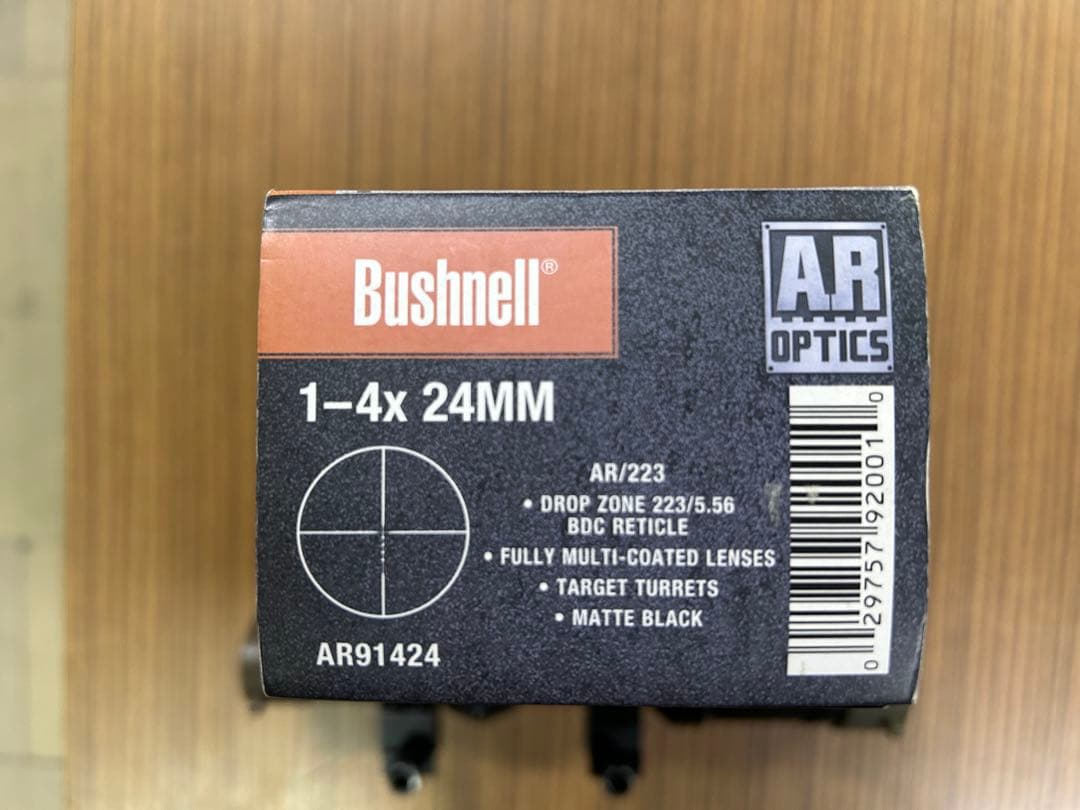 Bushnell®
AR
OPTICS
1–4x 24MM
AR/223
• DROP ZONE 223/5.56
BDC RETICLE
• FULLY MULTI-COATED LENSES
• TARGET TURRETS
• MATTE BLACK
AR91424
0 29757 92001 0